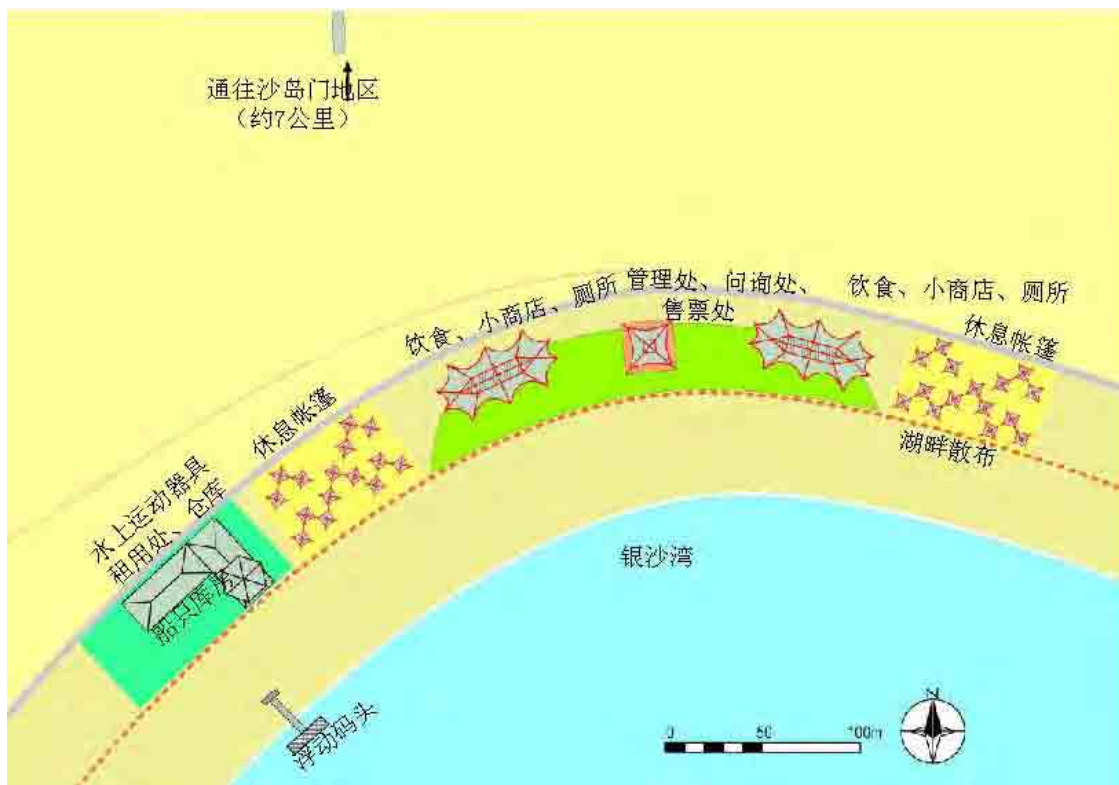 通往沙岛门地区
（约7公里）
饮食、小商店、厕所
管理处、问询处、
售票处
饮食、小商店、厕所
休息帐篷
休息帐篷
湖畔散布
水上运动器具
租用处、仓库
船只库房
银沙湾
浮动码头
0 50 100m
N